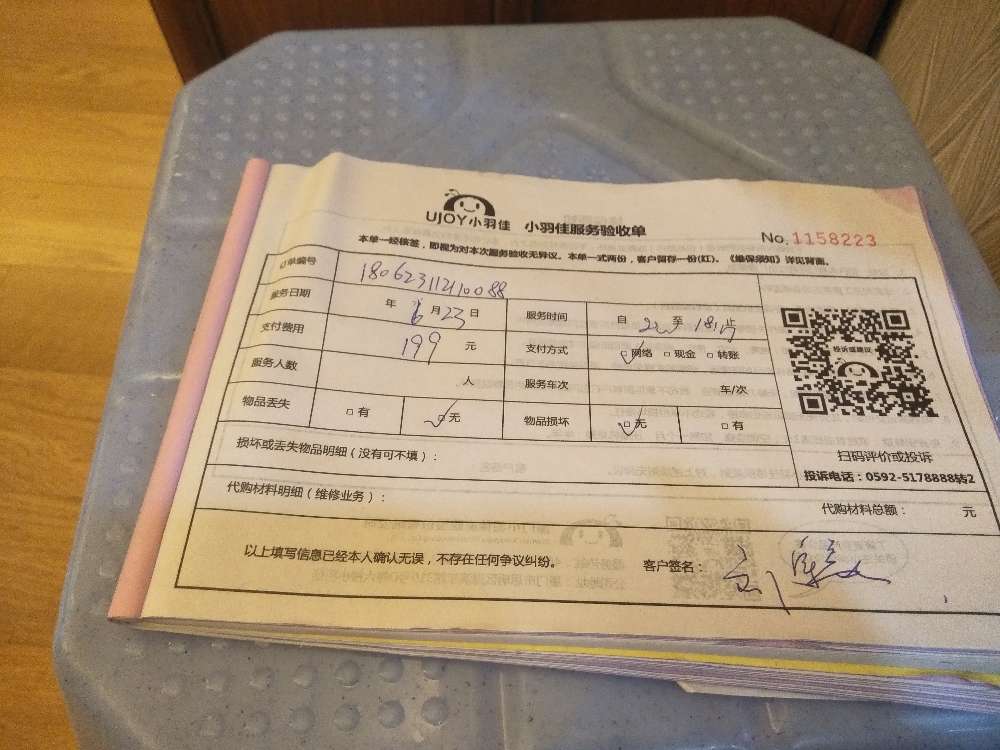 UJOY小羽佳 小羽佳服务验收单
No. 1158223
本单一经核签，即视为对本次服务验收无异议。本单一式两份，客户留存一份(红)。《维保须知》详见背面。
订单编号 18062311210088
服务日期 年 6月23日 服务时间 自 至 止
支付费用 199 元 支付方式 □网络 □现金 □转账
服务人数 人 服务车次 车/次
物品丢失 □有 □无 物品损坏 □无 □有
投诉或建议
扫码评价或投诉
投诉电话：0592-5178888转2
损坏或丢失物品明细（没有可不填）：
代购材料明细（维修业务）： 代购材料总额： 元
以上填写信息已经本人确认无误，不存在任何争议纠纷。 客户签名：